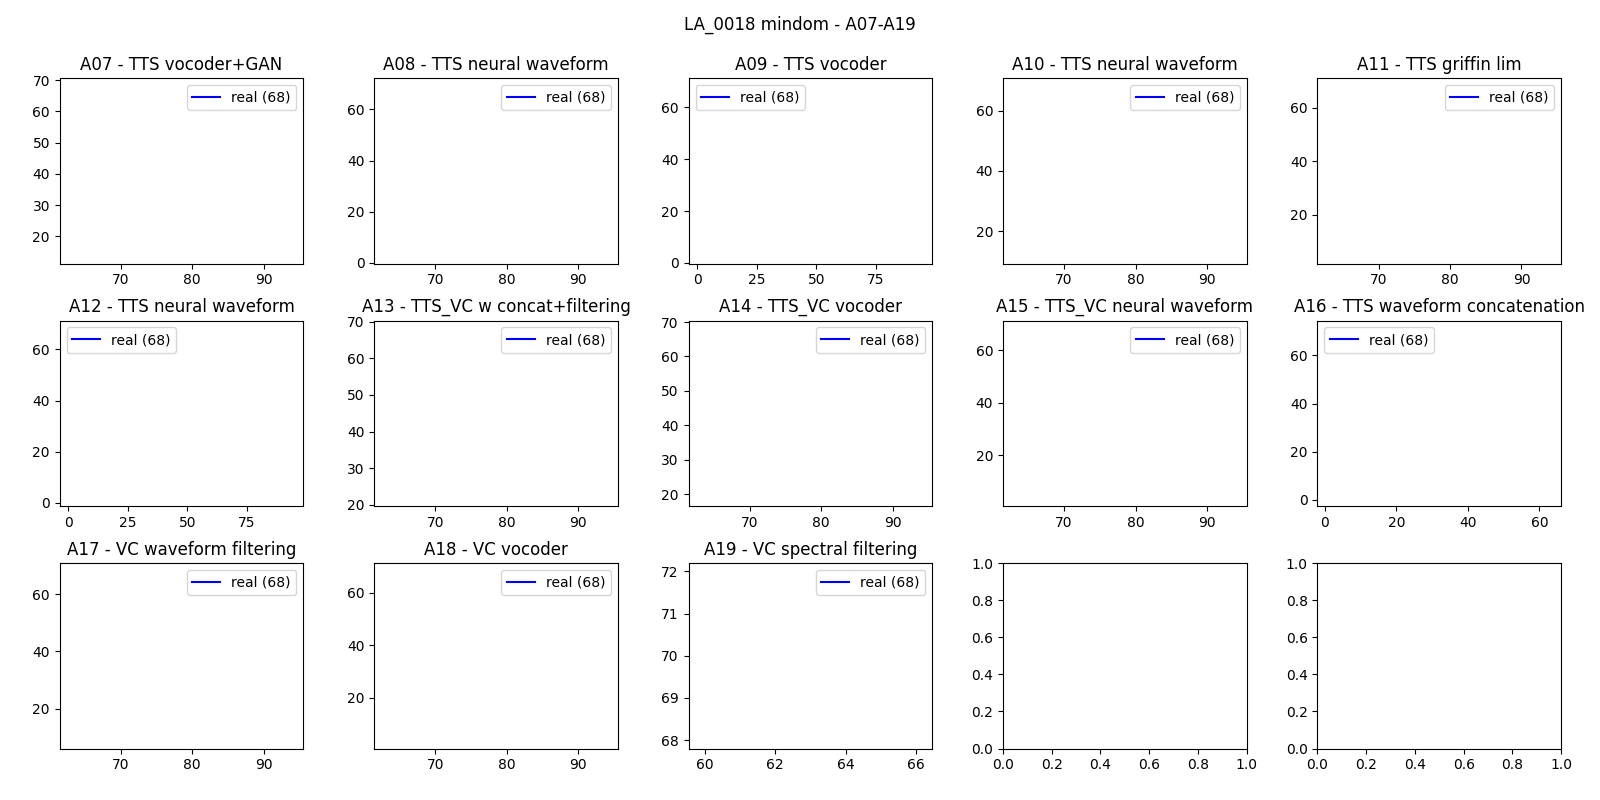 LA_0018 mindom - A07-A19
A07 - TTS vocoder+GAN
A08 - TTS neural waveform
A09 - TTS vocoder
A10 - TTS neural waveform
A11 - TTS griffin lim
70
60
50
40
30
20
real (68)
70 80 90
60
40
20
0
real (68)
70 80 90
60
40
20
0
real (68)
0 25 50 75
60
40
20
real (68)
70 80 90
60
40
20
real (68)
70 80 90
A12 - TTS neural waveform
A13 - TTS_VC w concat+filtering
A14 - TTS_VC vocoder
A15 - TTS_VC neural waveform
A16 - TTS waveform concatenation
60
40
20
0
real (68)
0 25 50 75
70
60
50
40
30
20
real (68)
70 80 90
70
60
50
40
30
20
real (68)
70 80 90
60
40
20
real (68)
70 80 90
60
40
20
0
real (68)
0 20 40 60
A17 - VC waveform filtering
A18 - VC vocoder
A19 - VC spectral filtering
60
40
20
real (68)
70 80 90
60
40
20
real (68)
70 80 90
72
71
70
69
68
real (68)
60 62 64 66
1.0
0.8
0.6
0.4
0.2
0.0
0.0 0.2 0.4 0.6 0.8 1.0
1.0
0.8
0.6
0.4
0.2
0.0
0.0 0.2 0.4 0.6 0.8 1.0